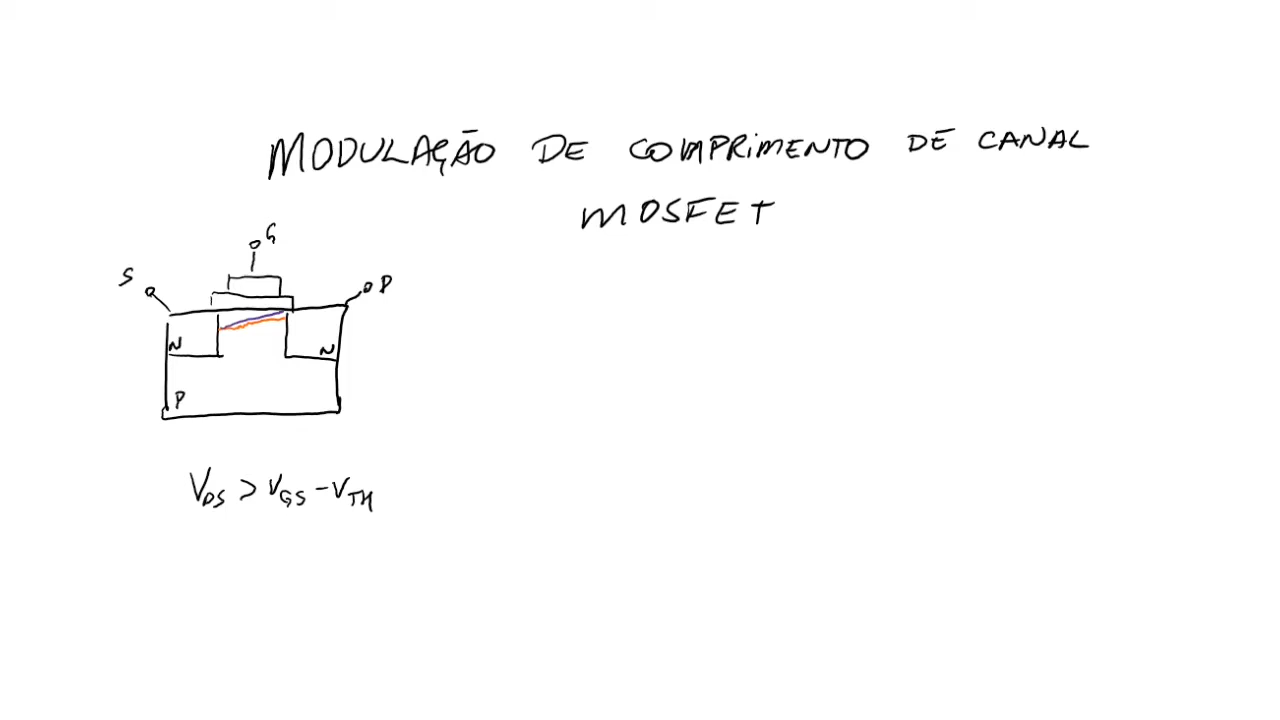 MODULAÇÃO DE COMPRIMENTO DE CANAL
MOSFET
G
S
D
N
N
P
VDS > VGS - VTH